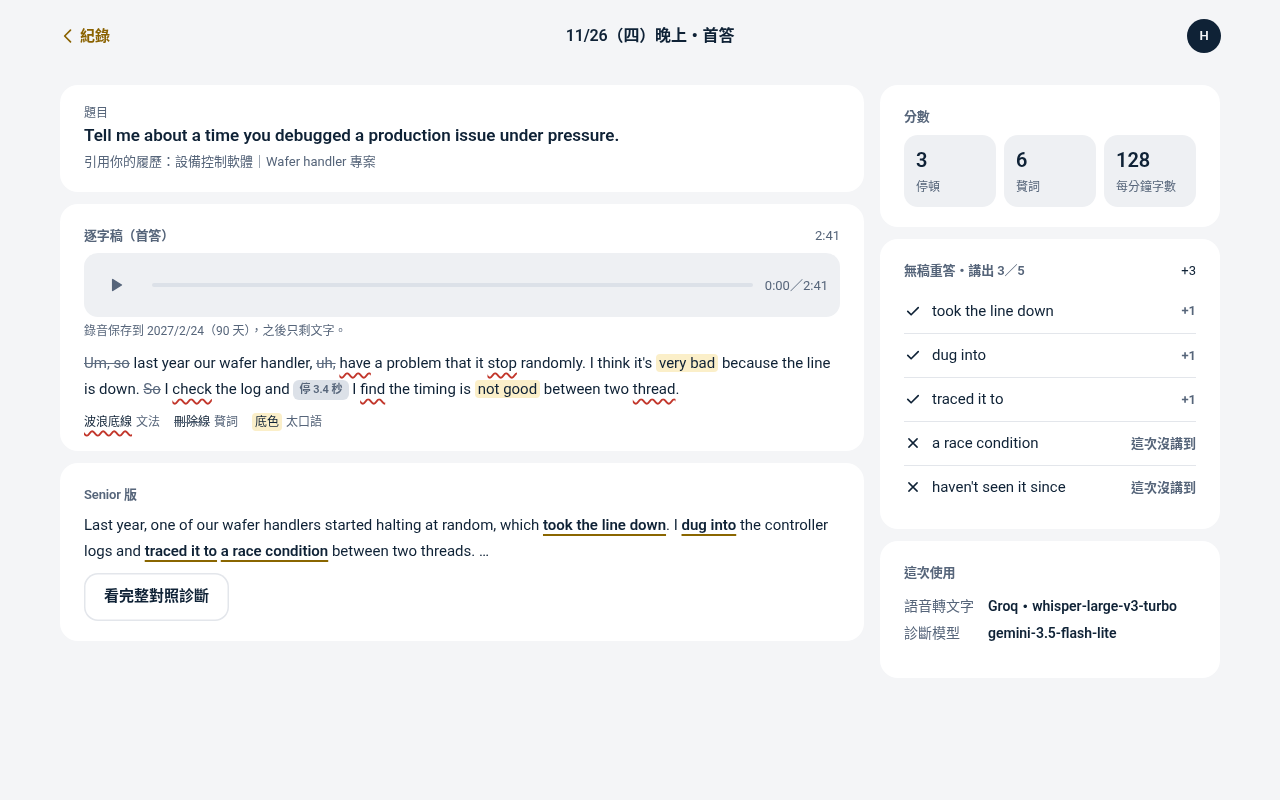 紀錄
11/26（四）晚上・首答
H
題目
Tell me about a time you debugged a production issue under pressure.
引用你的履歷：設備控制軟體｜Wafer handler 專案
逐字稿（首答）
2:41
0:00／2:41
錄音保存到 2027/2/24（90 天），之後只剩文字。
Um, so last year our wafer handler, uh, have a problem that it stop randomly. I think it's very bad because the line
is down. So I check the log and 停 3.4 秒 I find the timing is not good between two thread.
波浪底線 文法 刪除線 贅詞 底色 太口語
Senior 版
Last year, one of our wafer handlers started halting at random, which took the line down. I dug into the controller
logs and traced it to a race condition between two threads. ...
看完整對照診斷
分數
3
停頓
6
贅詞
128
每分鐘字數
無稿重答・講出 3／5
+3
took the line down
+1
dug into
+1
traced it to
+1
a race condition
這次沒講到
haven't seen it since
這次沒講到
這次使用
語音轉文字 Groq・whisper-large-v3-turbo
診斷模型 gemini-3.5-flash-lite